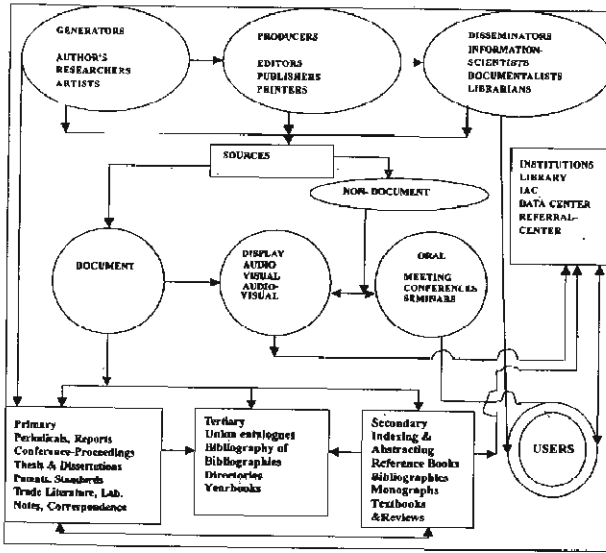 GENERATORS
AUTHOR'S
RESEARCHERS
ARTISTS
PRODUCERS
EDITORS
PUBLISHERS
PRINTERS
DISSEMINATORS
INFORMATION-
SCIENTISTS
DOCUMENTALISTS
LIBRARIANS
SOURCES
NON-DOCUMENT
INSTITUTIONS
LIBRARY
IAC
DATA CENTER
REFERRAL-
CENTER
DOCUMENT
DISPLAY
AUDIO
VISUAL
AUDIO-
VISUAL
ORAL
MEETING
CONFERENCES
SEMINARS
Primary
Periodicals, Reports
Conference-Proceedings
Thesis & Dissertations
Patents, Standards
Trade Literature, Lab.
Notes, Correspondence
Tertiary
Union catalogues
Bibliography of
Bibliographies
Directories
Yearbooks
Secondary
Indexing &
Abstracting
Reference Books
Bibliographies
Monographs
Textbooks
&Reviews
USERS